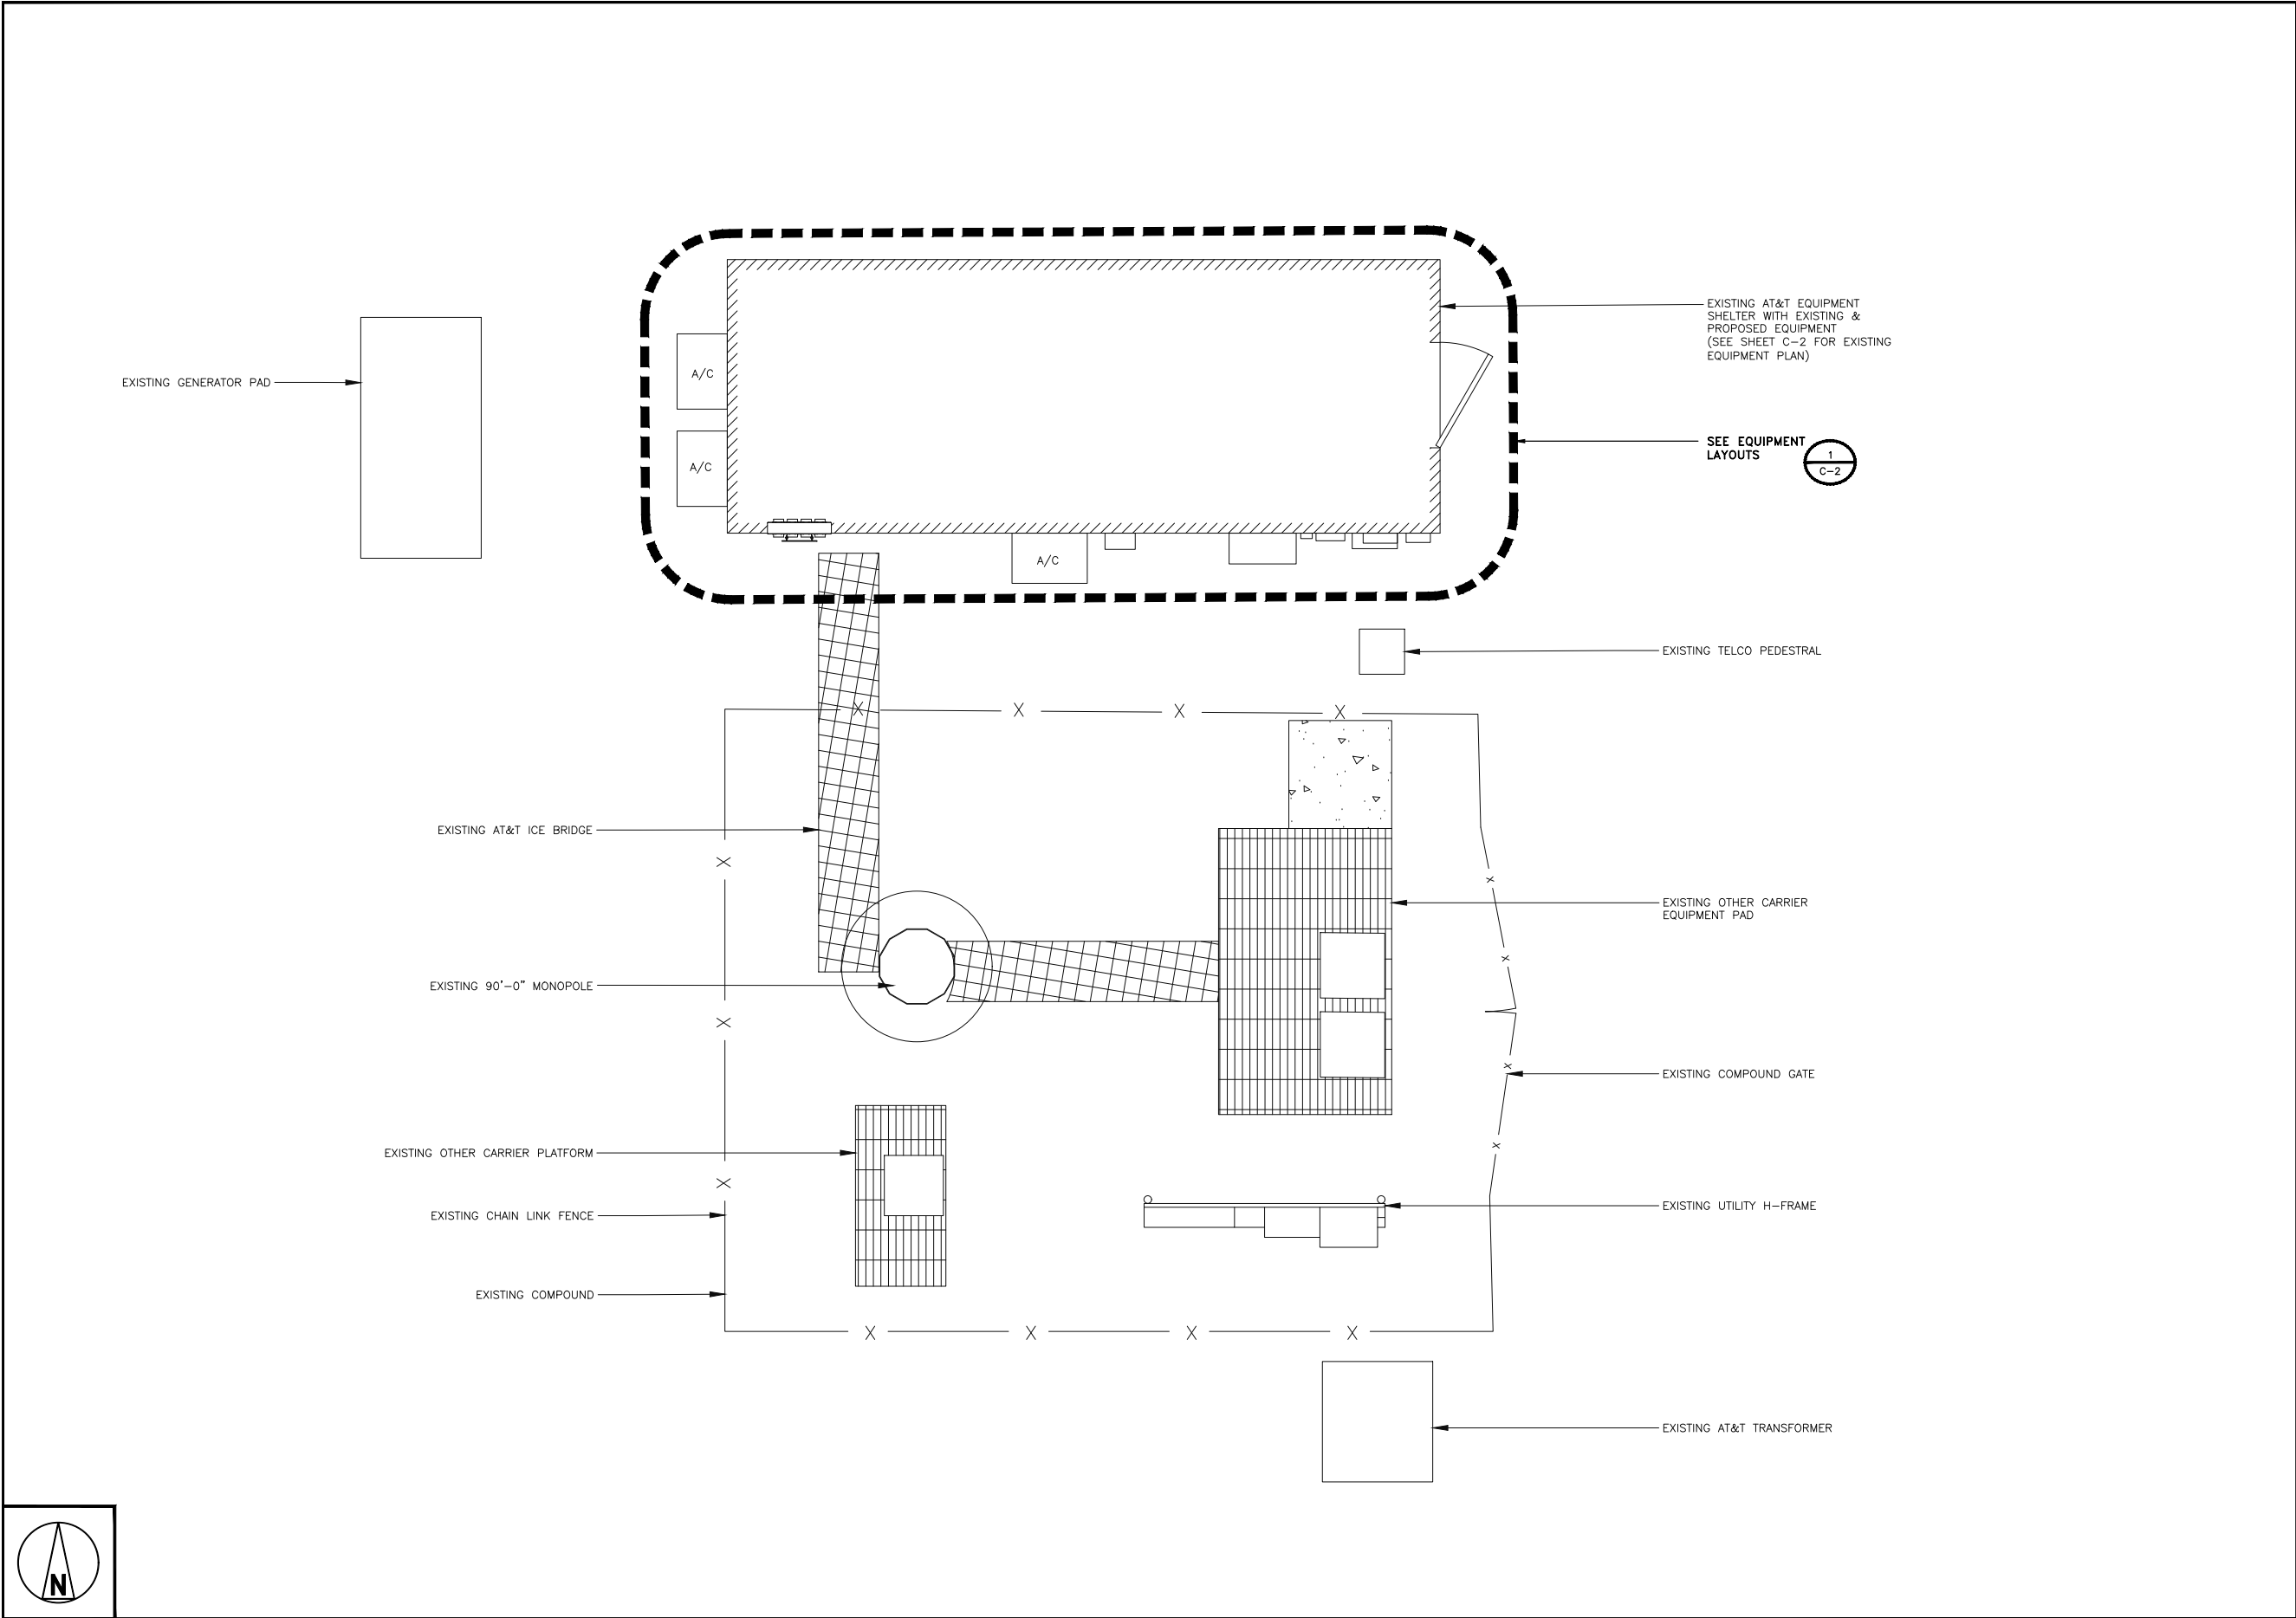 EXISTING AT&T EQUIPMENT
SHELTER WITH EXISTING &
PROPOSED EQUIPMENT
(SEE SHEET C-2 FOR EXISTING
EQUIPMENT PLAN)
EXISTING GENERATOR PAD
A/C
SEE EQUIPMENT
LAYOUTS
1
C-2
A/C
A/C
EXISTING TELCO PEDESTRAL
X
X
X
X
EXISTING AT&T ICE BRIDGE
X
X
EXISTING OTHER CARRIER
EQUIPMENT PAD
X
EXISTING 90'-0" MONOPOLE
X
X
EXISTING COMPOUND GATE
X
EXISTING OTHER CARRIER PLATFORM
X
EXISTING UTILITY H-FRAME
EXISTING CHAIN LINK FENCE
EXISTING COMPOUND
X
X
X
X
EXISTING AT&T TRANSFORMER
N